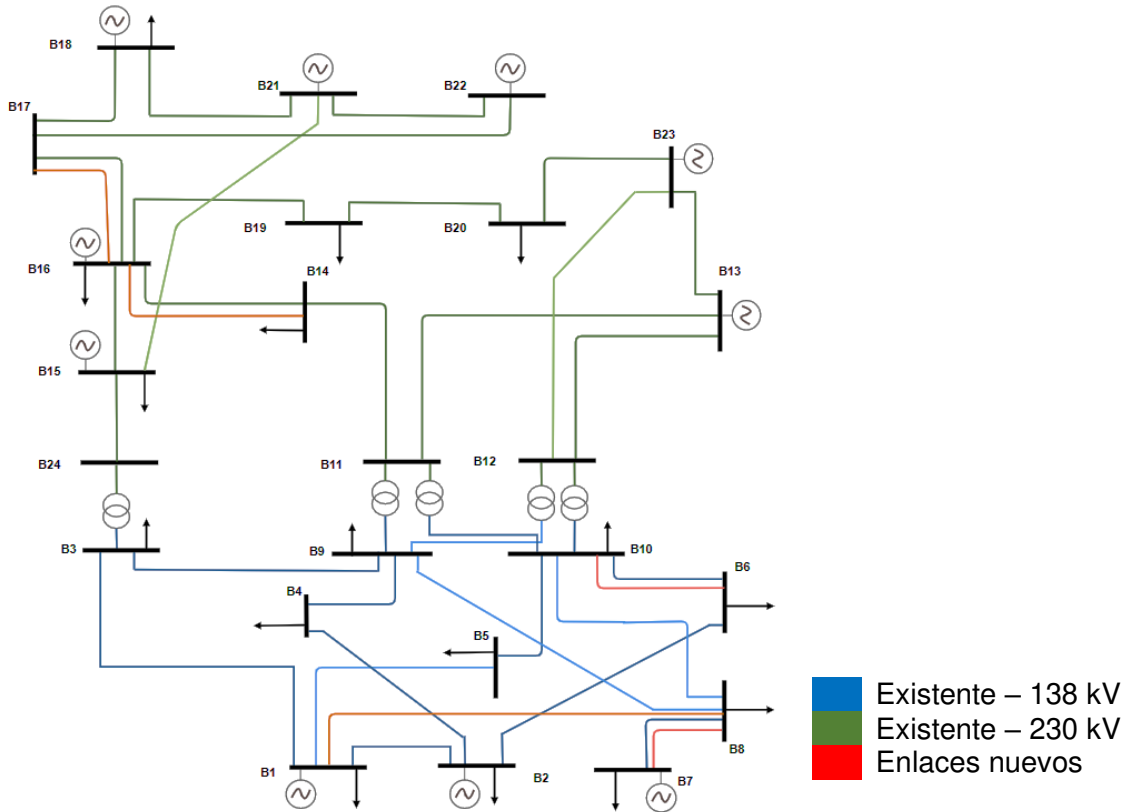 B18
B21
B22
B17
B23
B19
B20
B16
B14
B13
B15
B24
B11
B12
B3
B9
B10
B6
B4
B5
B8
B1
B2
B7
Existente – 138 kV
Existente – 230 kV
Enlaces nuevos